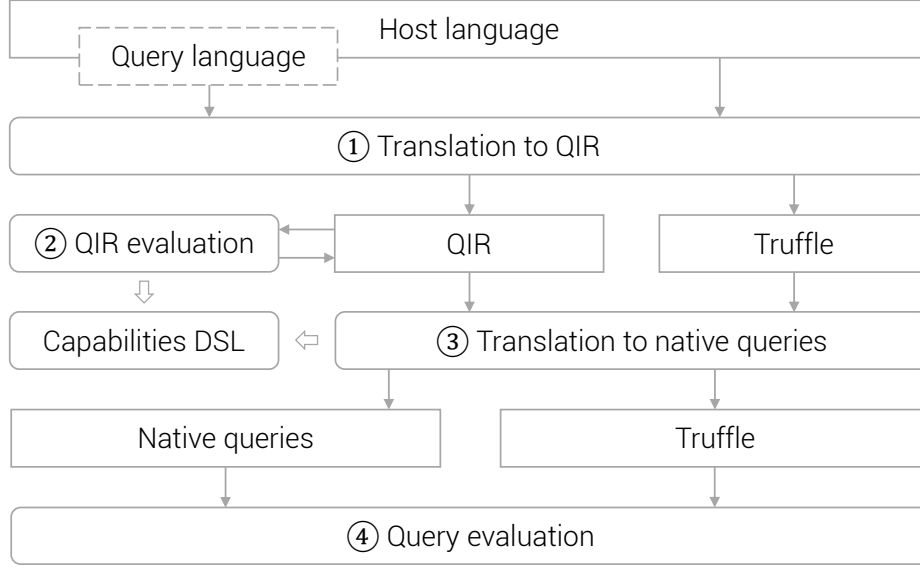 Host language
Query language
① Translation to QIR
② QIR evaluation
QIR
Truffle
Capabilities DSL
③ Translation to native queries
Native queries
Truffle
④ Query evaluation